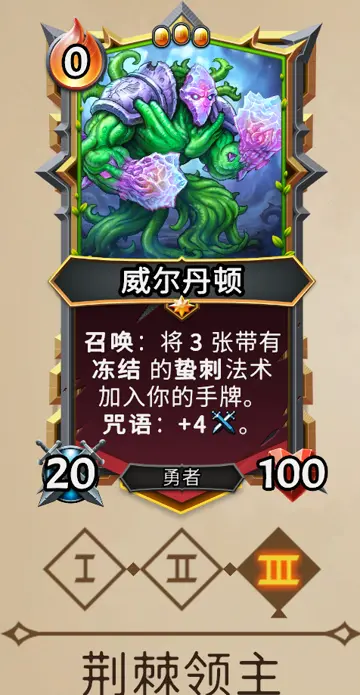 0
威尔丹顿
召唤：将 3 张带有
冻结 的蛰刺法术
加入你的手牌。
咒语：+4。
20 勇者 100
I II III
荆棘领主